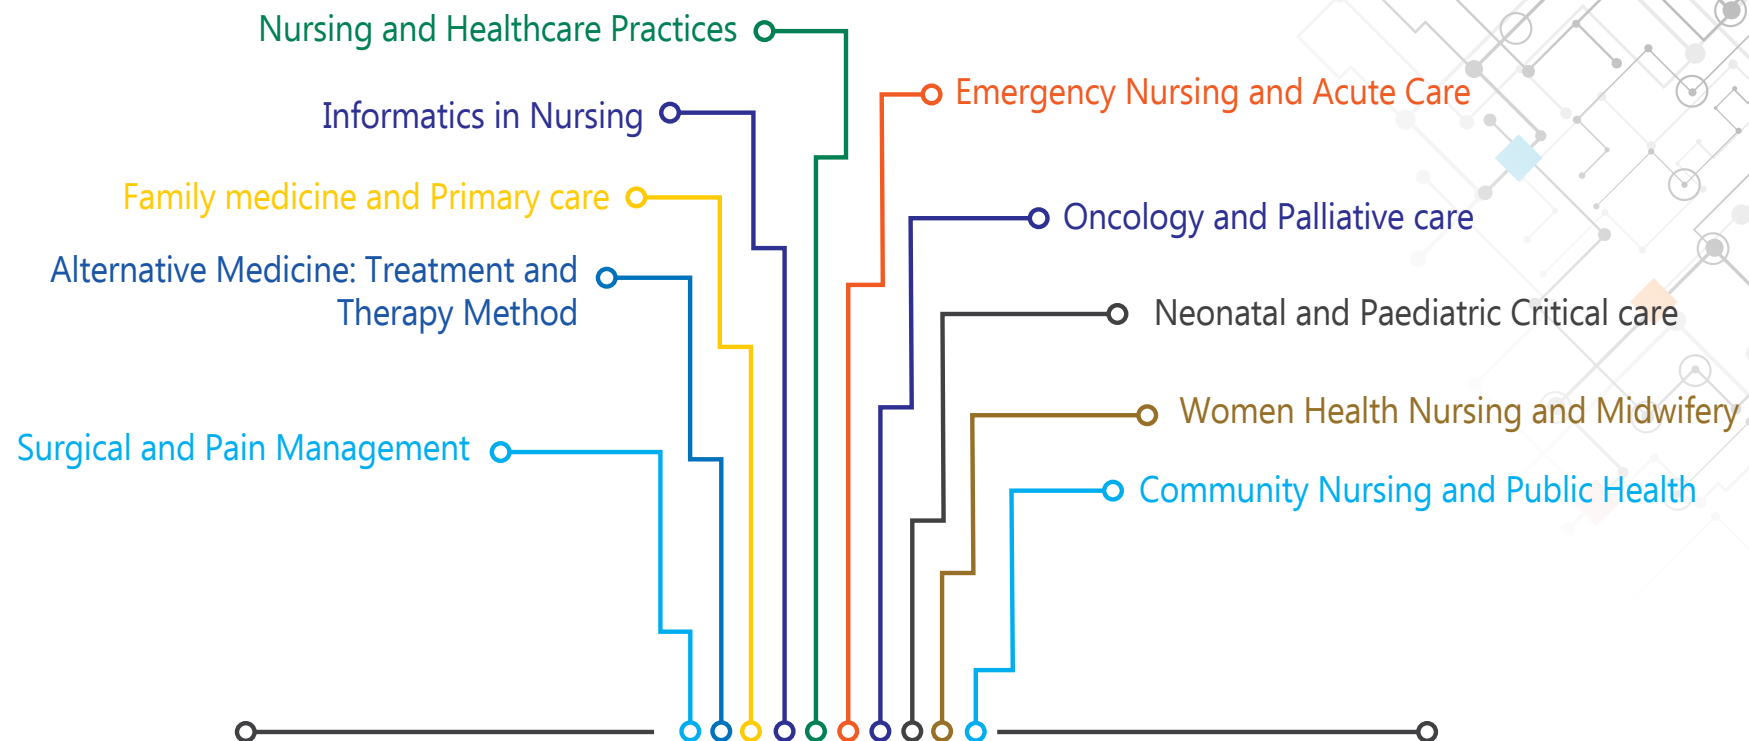 Nursing and Healthcare Practices
Informatics in Nursing
Family medicine and Primary care
Alternative Medicine: Treatment and
Therapy Method
Surgical and Pain Management
Emergency Nursing and Acute Care
Oncology and Palliative care
Neonatal and Paediatric Critical care
Women Health Nursing and Midwifery
Community Nursing and Public Health